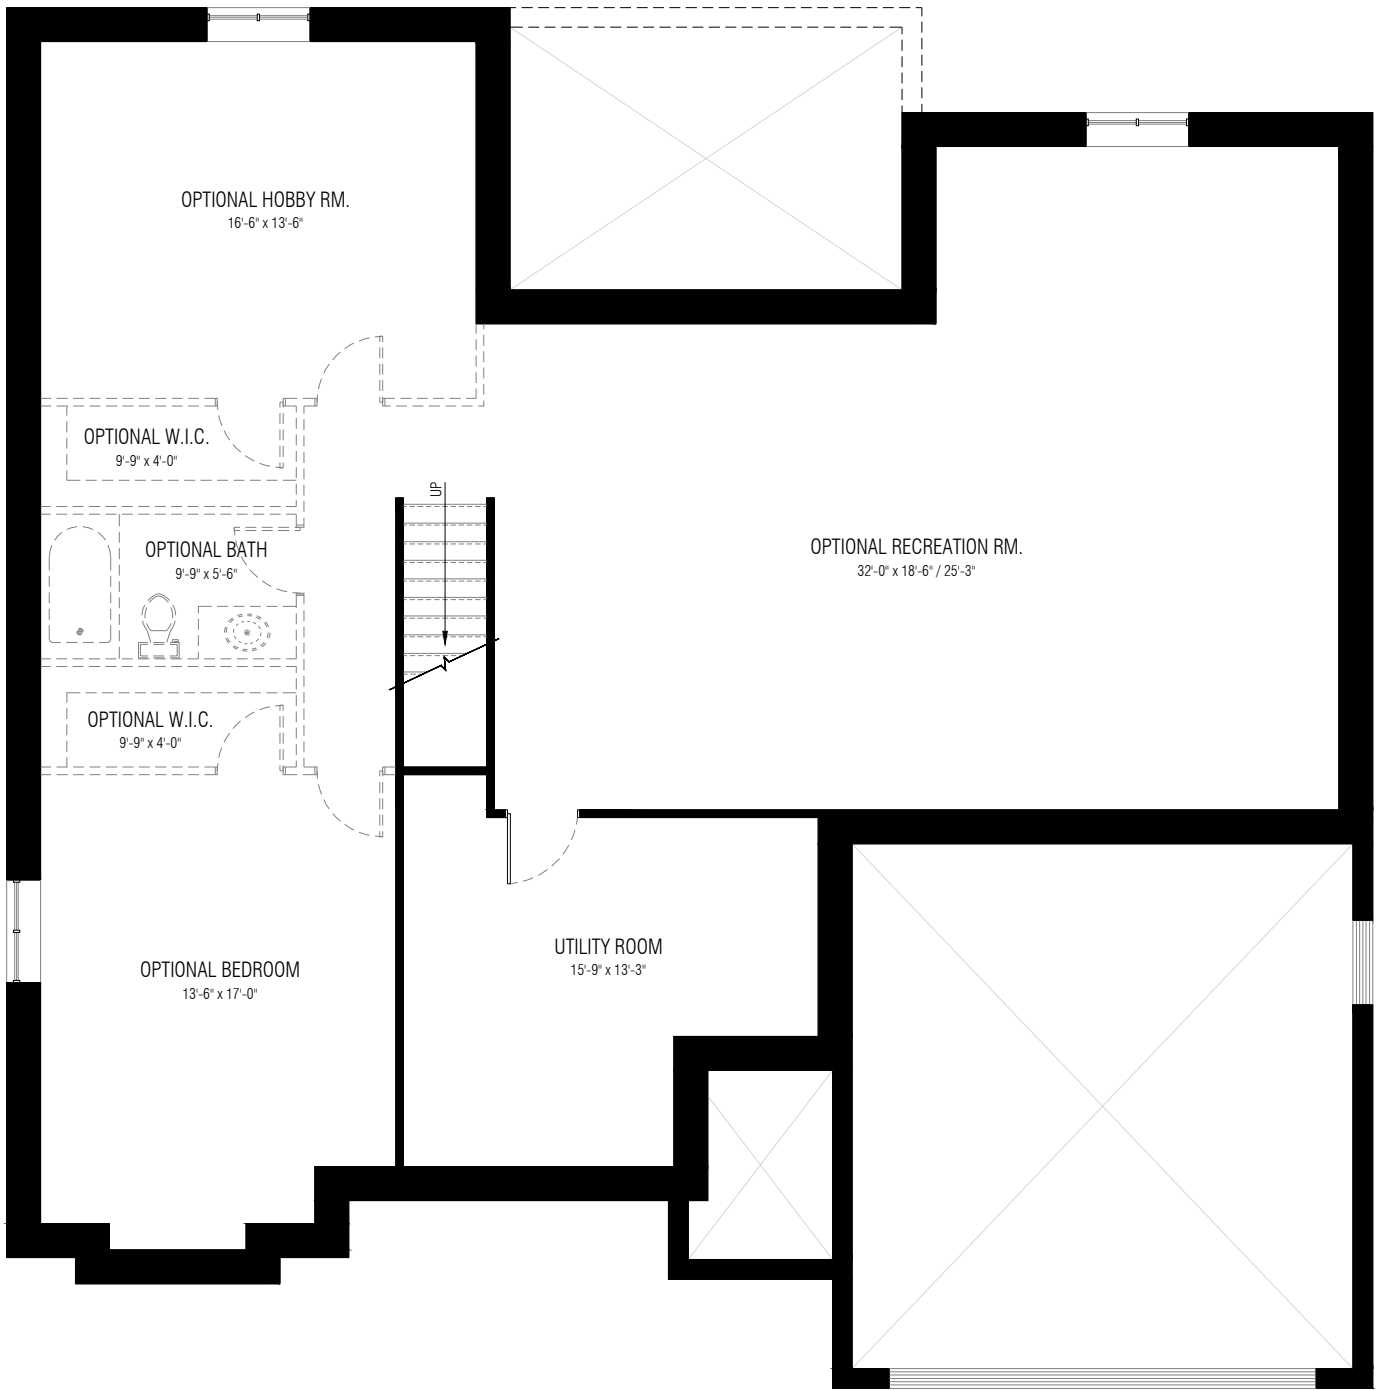 OPTIONAL HOBBY RM.
16'-6" x 13'-6"
OPTIONAL W.I.C.
9'-9" x 4'-0"
UP
OPTIONAL BATH
9'-9" x 5'-6"
OPTIONAL RECREATION RM.
32'-0" x 18'-6" / 25'-3"
OPTIONAL W.I.C.
9'-9" x 4'-0"
UTILITY ROOM
15'-9" x 13'-3"
OPTIONAL BEDROOM
13'-6" x 17'-0"